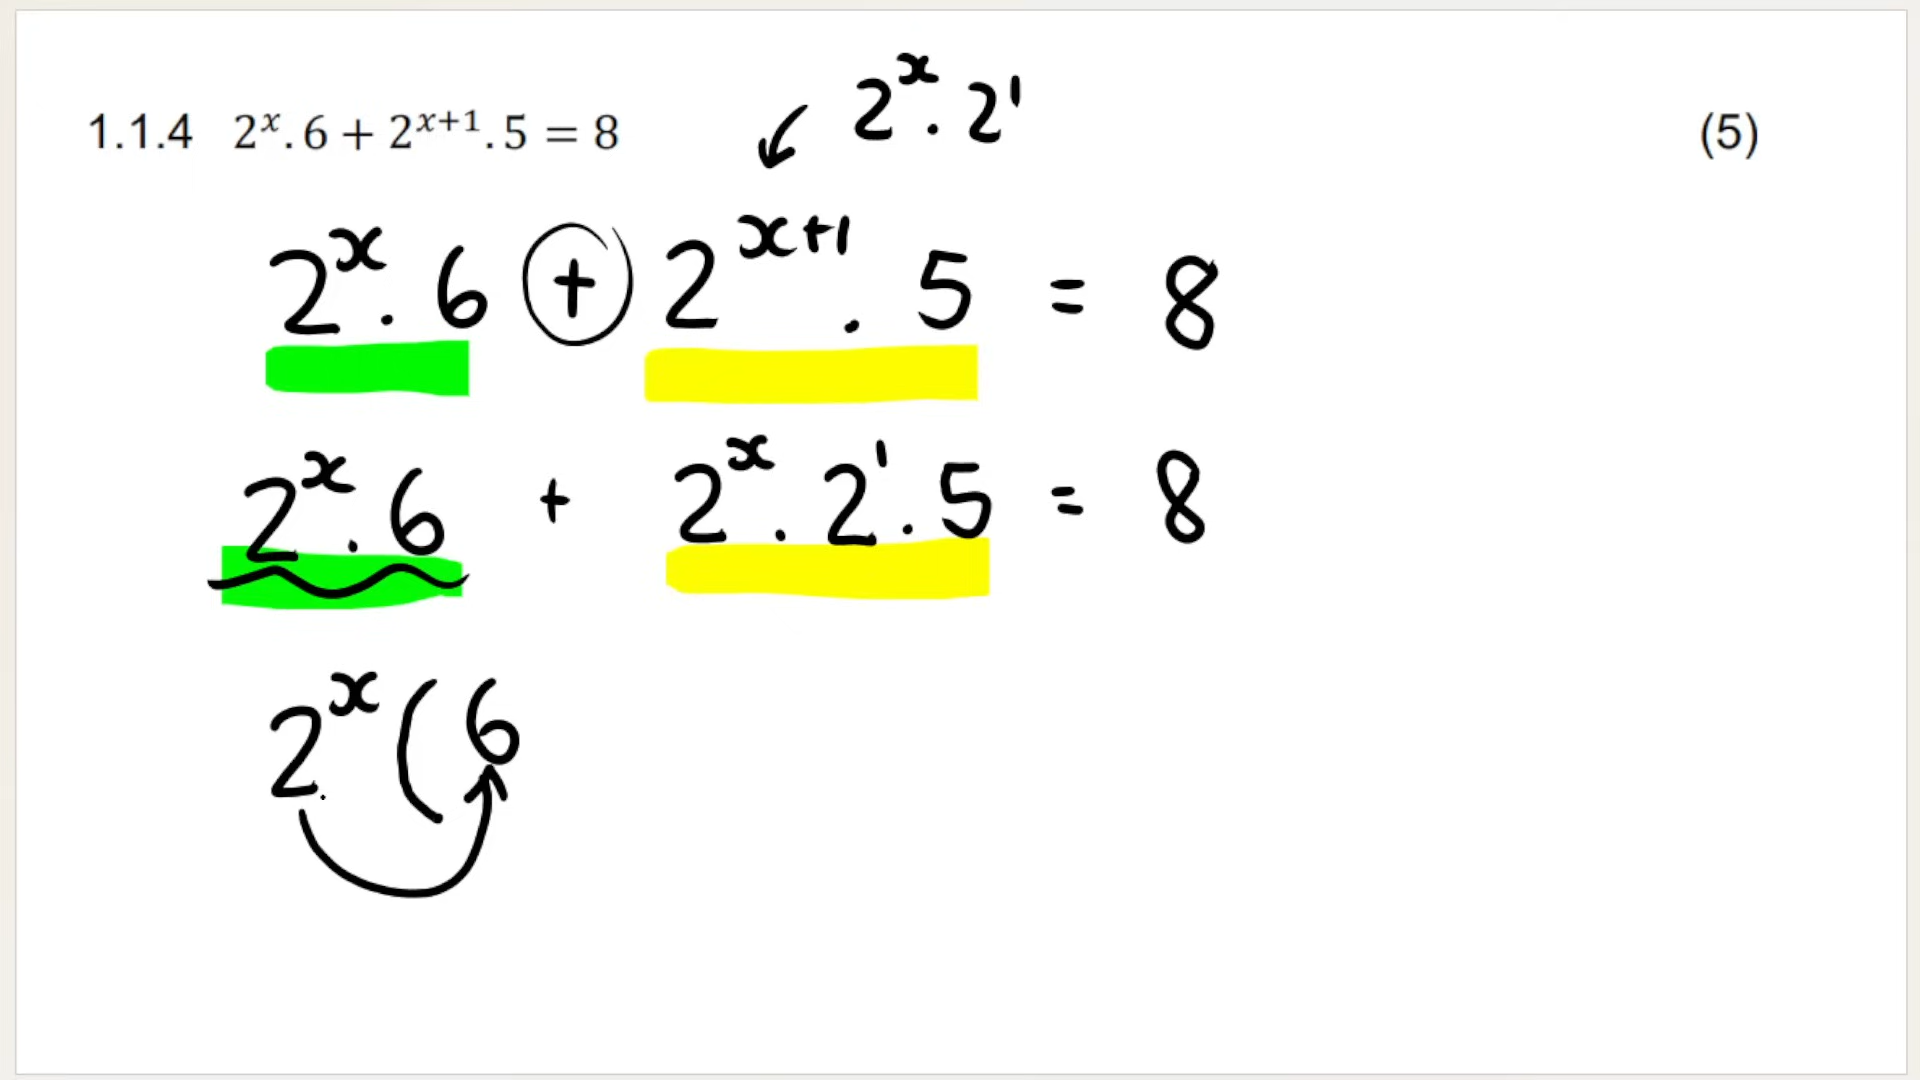 2ˣ.2¹
1.1.4 2ˣ.6 + 2ˣ⁺¹.5 = 8 (5)
2ˣ.6 + 2ˣ⁺¹.5 = 8
2ˣ.6 + 2ˣ.2¹.5 = 8
2ˣ(6